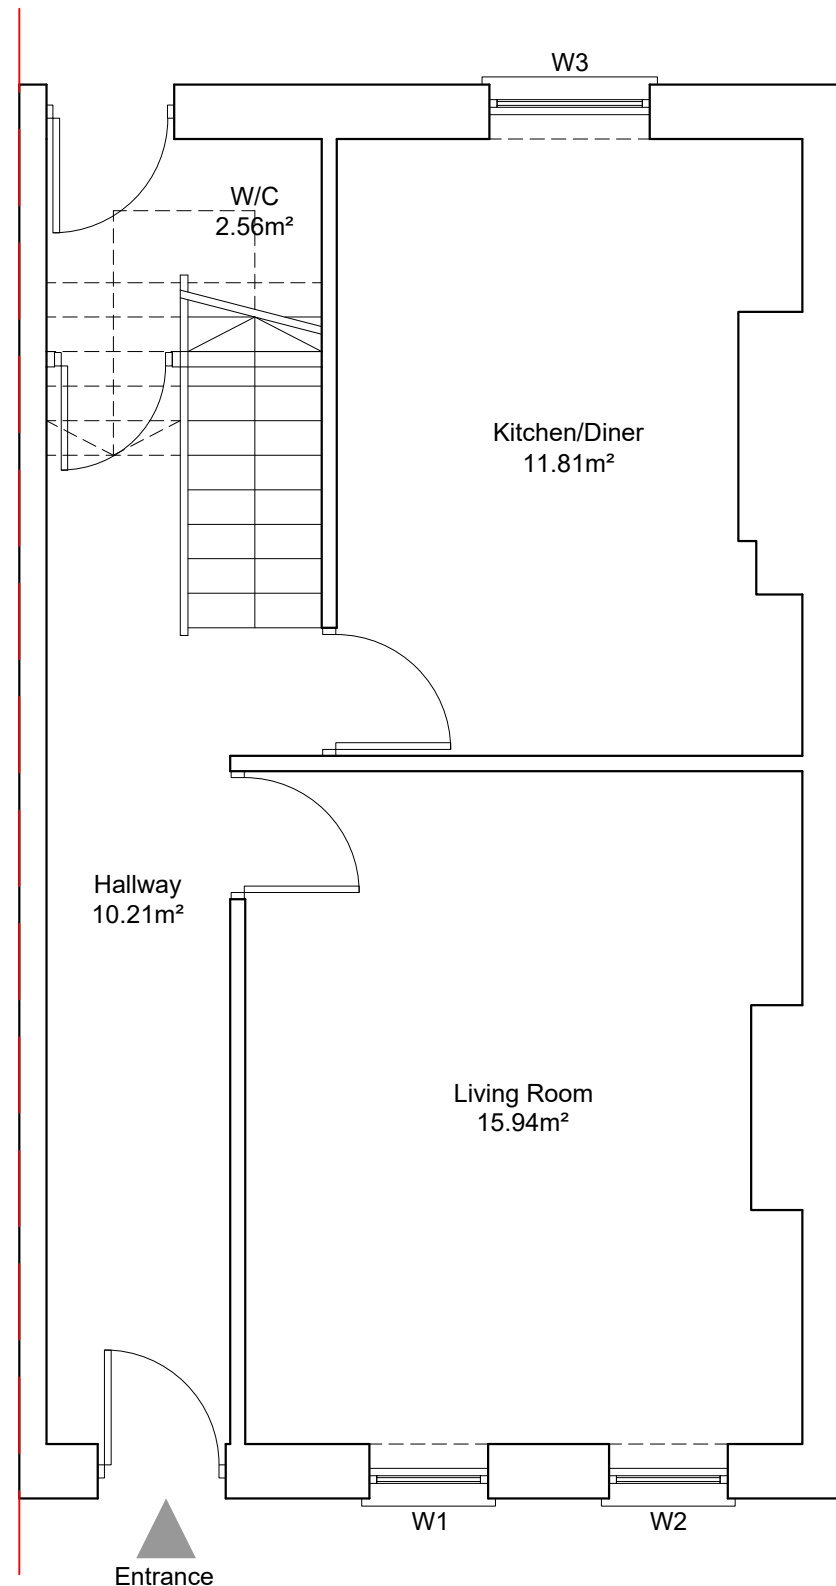 W3
W/C
2.56m²
Kitchen/Diner
11.81m²
Hallway
10.21m²
Living Room
15.94m²
W1
W2
Entrance